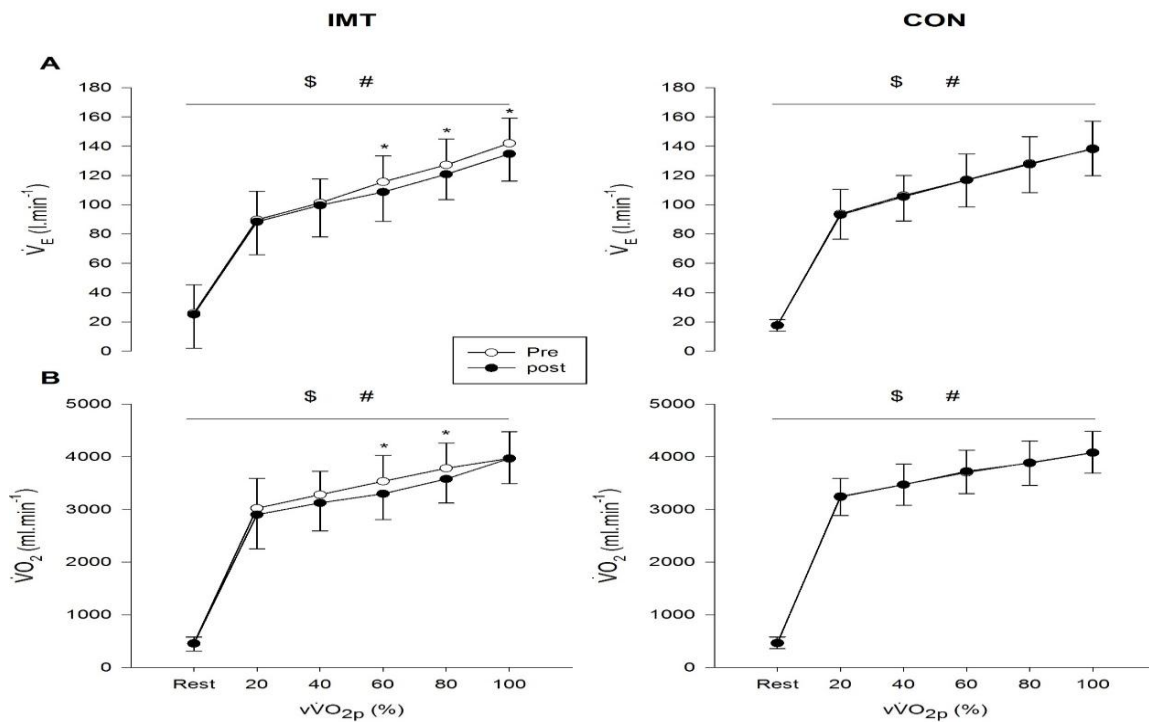 IMT
CON
A
$ #
180
160
140
120
100
80
60
40
20
0
V̇E (l.min-1)
* * *
$ #
180
160
140
120
100
80
60
40
20
0
V̇E (l.min-1)
Pre
post
B
$ #
5000
4000
3000
2000
1000
0
V̇O2 (ml.min-1)
* *
Rest 20 40 60 80 100
vV̇O2p (%)
$ #
5000
4000
3000
2000
1000
0
V̇O2 (ml.min-1)
Rest 20 40 60 80 100
vV̇O2p (%)